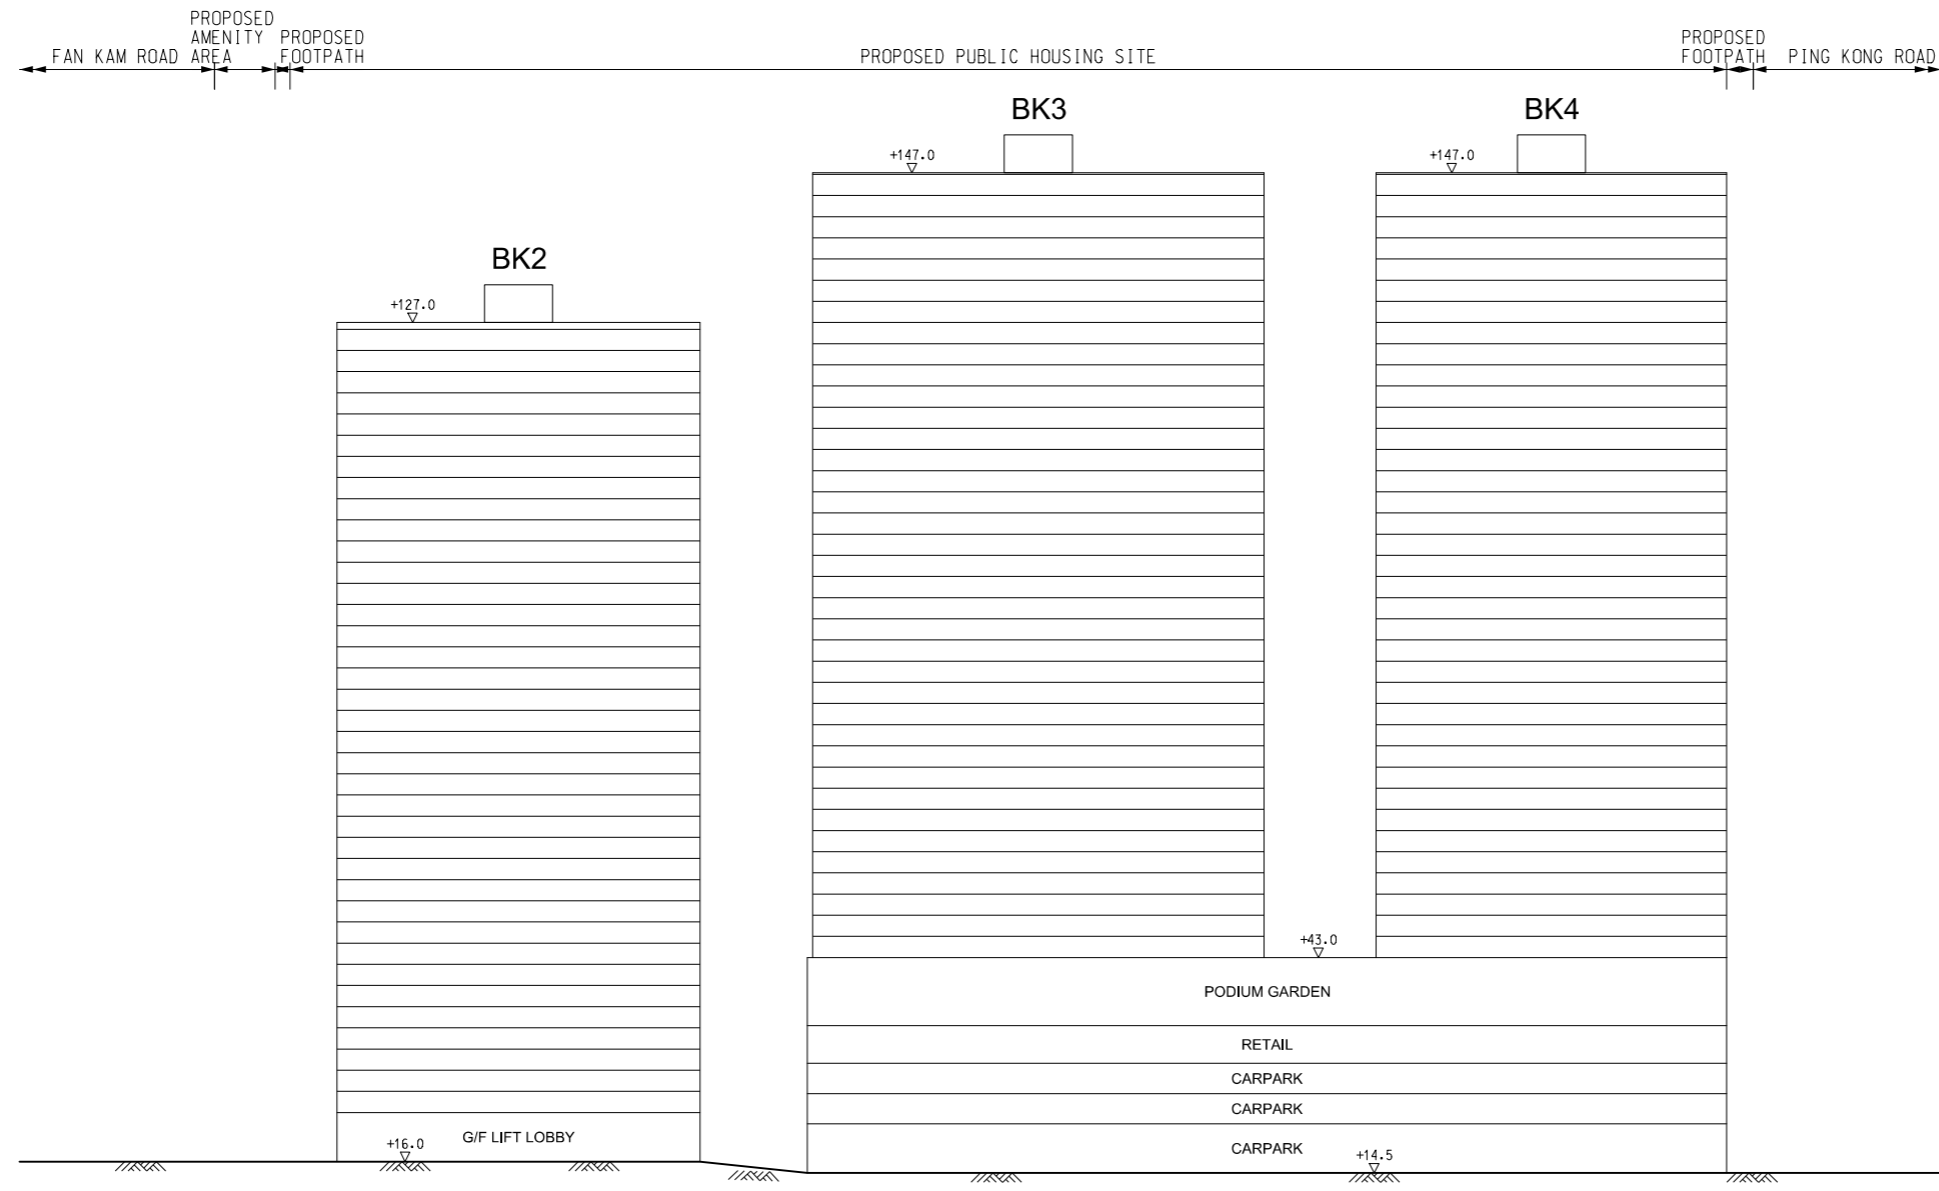 PROPOSED
AMENITY
AREA
FAN KAM ROAD
PROPOSED
FOOTPATH
PROPOSED PUBLIC HOUSING SITE
PROPOSED
FOOTPATH
PING KONG ROAD
BK3
BK4
+147.0
+147.0
BK2
+127.0
+43.0
PODIUM GARDEN
RETAIL
CARPARK
CARPARK
G/F LIFT LOBBY
+16.0
CARPARK
+14.5